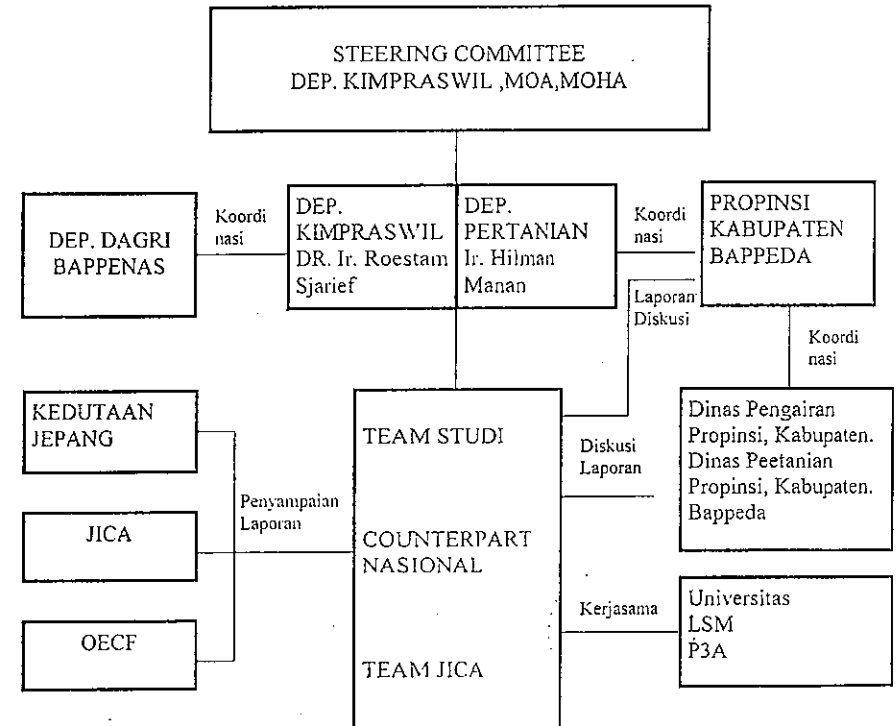 STEERING COMMITTEE
DEP. KIMPRASWIL ,MOA,MOHA
DEP. DAGRI
BAPPENAS
Koordi
nasi
DEP.
KIMPRASWIL
DR. Ir. Roestam
Sjarief
DEP.
PERTANIAN
Ir. Hilman
Manan
Koordi
nasi
PROPINSI
KABUPATEN
BAPPEDA
Laporan
Diskusi
Koordi
nasi
KEDUTAAN
JEPANG
JICA
OECF
Penyampaian
Laporan
TEAM STUDI
COUNTERPART
NASIONAL
TEAM JICA
Diskusi
Laporan
Dinas Pengairan
Propinsi, Kabupaten.
Dinas Peetanian
Propinsi, Kabupaten.
Bappeda
Kerjasama
Universitas
LSM
P3A